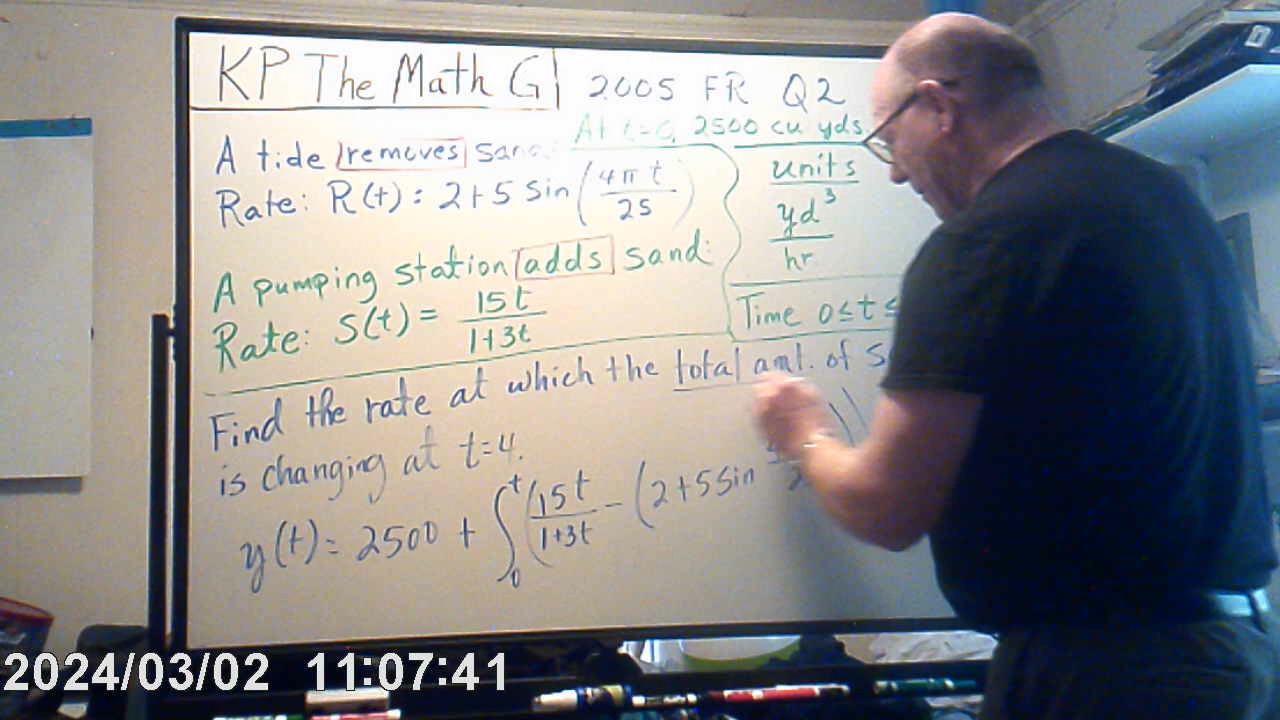 KP The Math G
2005 FR Q2
At t=0, 2500 cu yds
A tide removes sand
Rate: R(t): 2+5 sin(4πt/25)
A pumping station adds sand:
Rate: S(t) = 15t/1+3t
units
yd³/hr
Time 0≤t≤
Find the rate at which the total amt. of
is changing at t=4.
y(t)= 2500 + ∫₀ᵗ(15t/1+3t - (2+5sin
2024/03/02 11:07:41